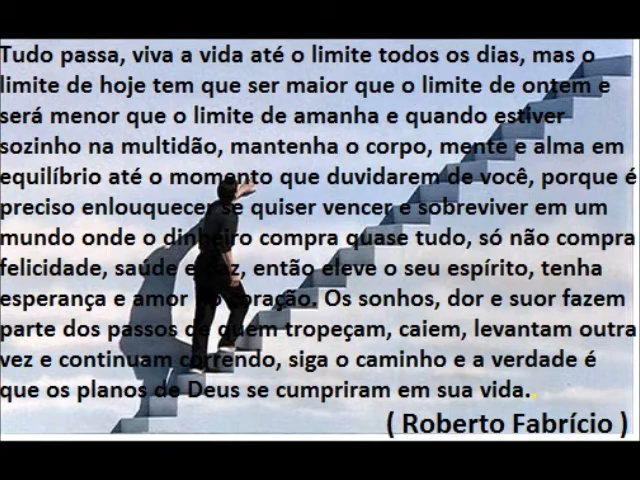 Tudo passa, viva a vida até o limite todos os dias, mas o
limite de hoje tem que ser maior que o limite de ontem e
será menor que o limite de amanha e quando estiver
sozinho na multidão, mantenha o corpo, mente e alma em
equilíbrio até o momento que duvidarem de você, porque é
preciso enlouquecer se quiser vencer e sobreviver em um
mundo onde o dinheiro compra quase tudo, só não compra
felicidade, saúde e paz, então eleve o seu espírito, tenha
esperança e amor no coração. Os sonhos, dor e suor fazem
parte dos passos de quem tropeçam, caiem, levantam outra
vez e continuam correndo, siga o caminho e a verdade é
que os planos de Deus se cumpriram em sua vida.
( Roberto Fabrício )